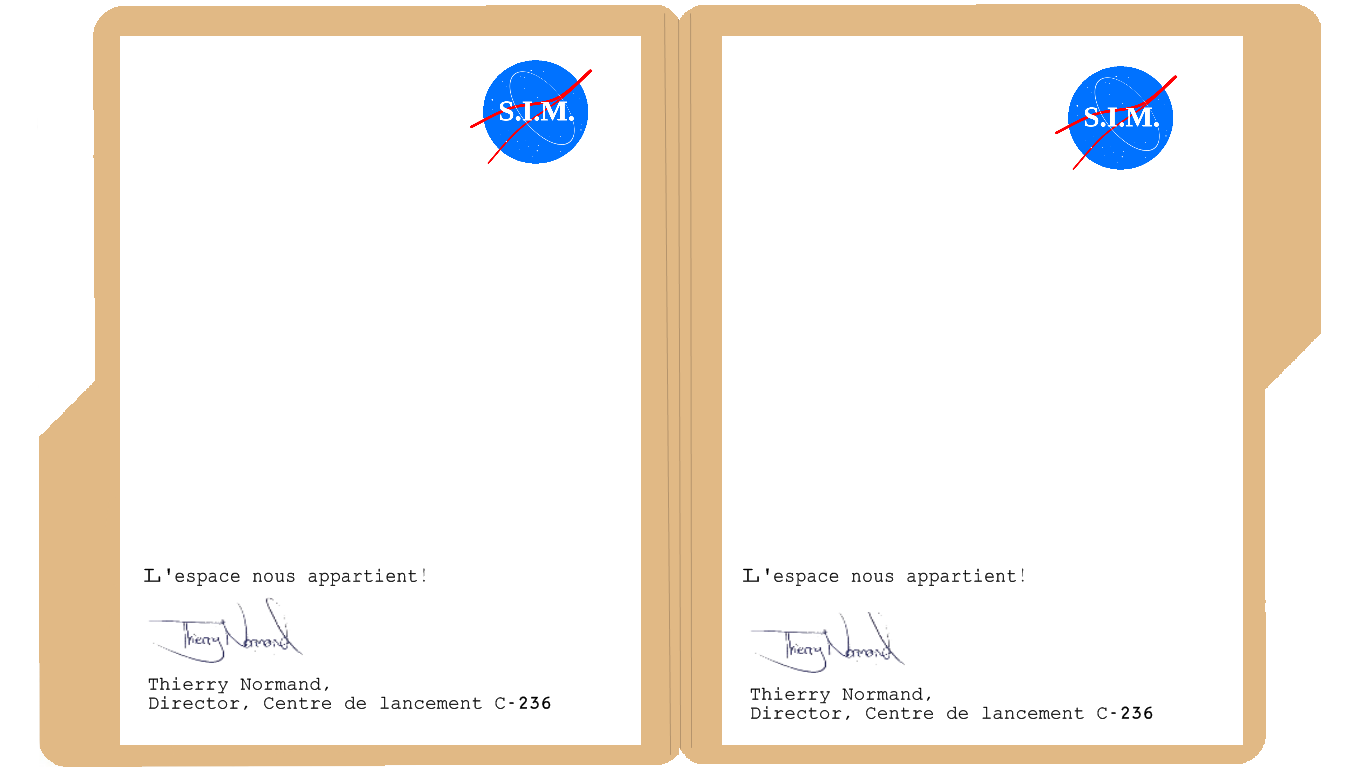 S.I.M.
L'espace nous appartient!
Thierry Normand
Thierry Normand,
Director, Centre de lancement C-236
S.I.M.
L'espace nous appartient!
Thierry Normand
Thierry Normand,
Director, Centre de lancement C-236